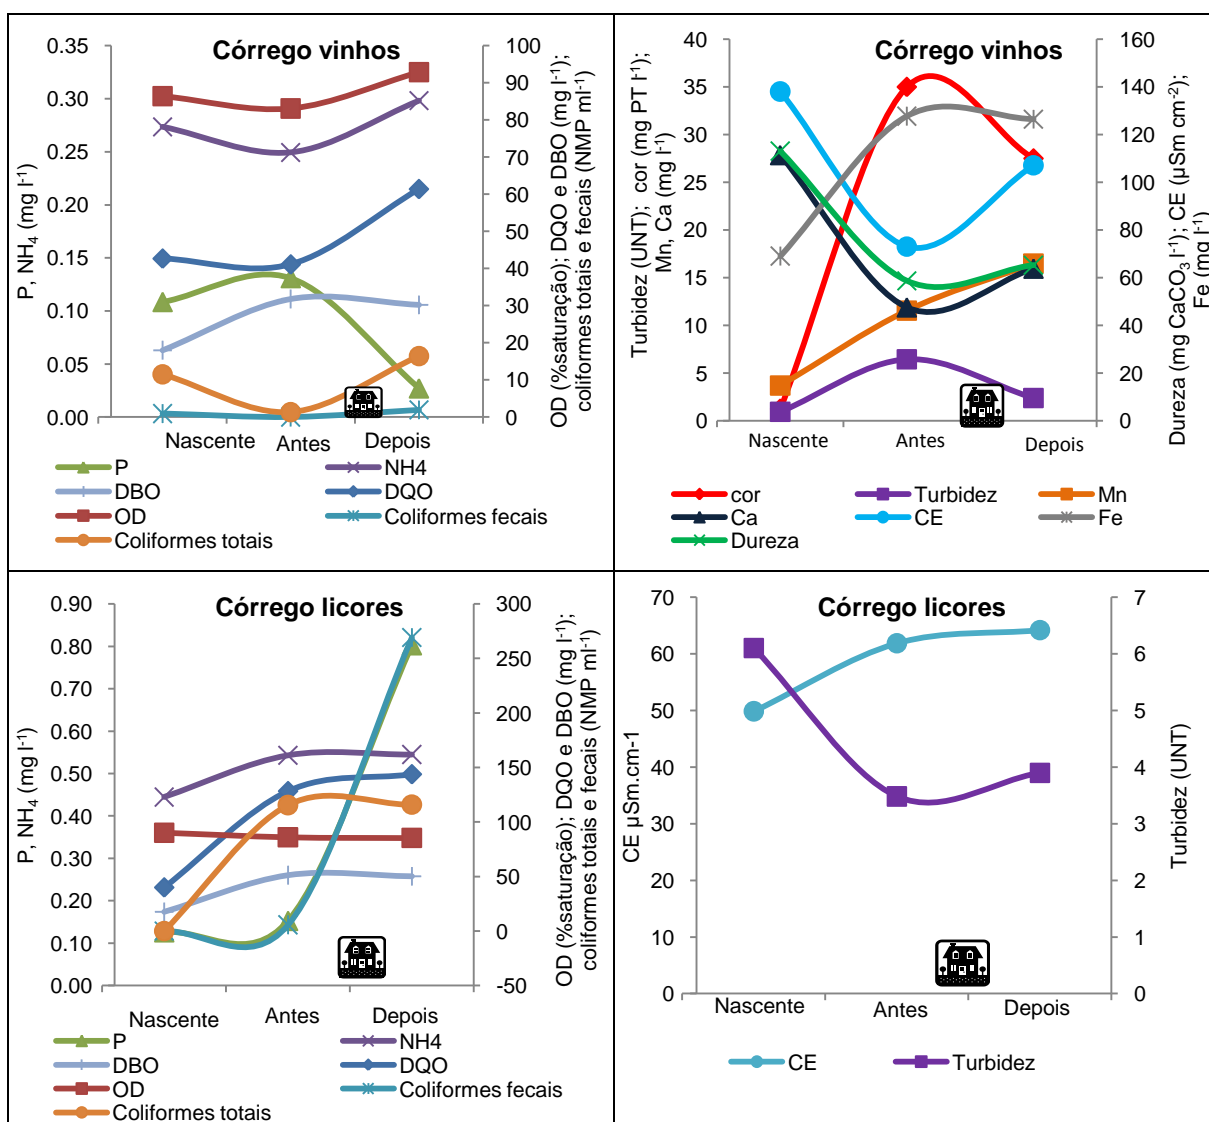 Córrego vinhos
0.35
0.30
0.25
0.20
0.15
0.10
0.05
0.00
100
90
80
70
60
50
40
30
20
10
0
P, NH4 (mg l-1)
OD (%saturação); DQO e DBO (mg l-1);
coliformes totais e fecais (NMP ml-1)
Nascente Antes Depois
P NH4
DBO DQO
OD Coliformes fecais
Coliformes totais
Córrego vinhos
40
35
30
25
20
15
10
5
0
160
140
120
100
80
60
40
20
0
Turbidez (UNT); cor (mg PT l-1);
Mn, Ca (mg l-1)
Dureza (mg CaCO3 l-1); CE (µSm cm-2);
Fe (mg l-1)
Nascente Antes Depois
cor Turbidez Mn
Ca CE Fe
Dureza
Córrego licores
0.90
0.80
0.70
0.60
0.50
0.40
0.30
0.20
0.10
0.00
300
250
200
150
100
50
0
-50
P, NH4 (mg l-1)
OD (%saturação); DQO e DBO (mg l-1);
coliformes totais e fecais (NMP ml-1)
Nascente Antes Depois
P NH4
DBO DQO
OD Coliformes fecais
Coliformes totais
Córrego licores
70
60
50
40
30
20
10
0
7
6
5
4
3
2
1
0
CE µSm.cm-1
Turbidez (UNT)
Nascente Antes Depois
CE Turbidez